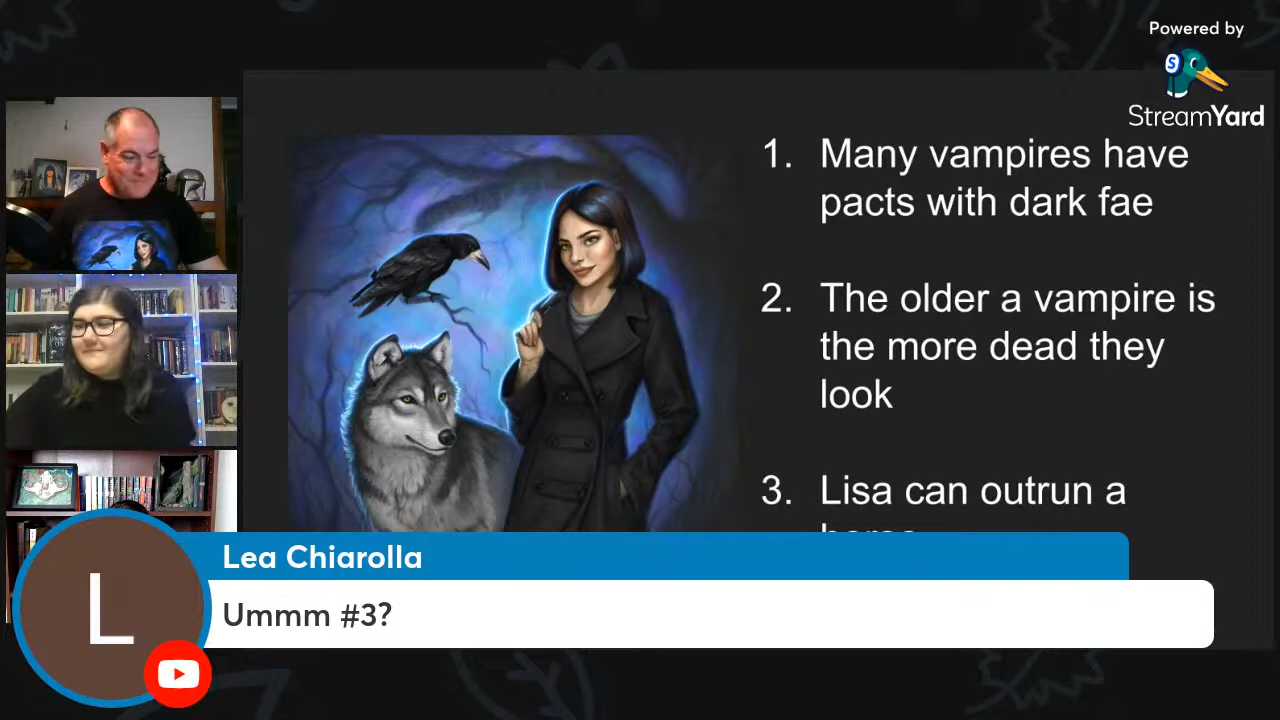 Powered by
StreamYard
1. Many vampires have
pacts with dark fae
2. The older a vampire is
the more dead they
look
3. Lisa can outrun a
Lea Chiarolla
L
Ummm #3?